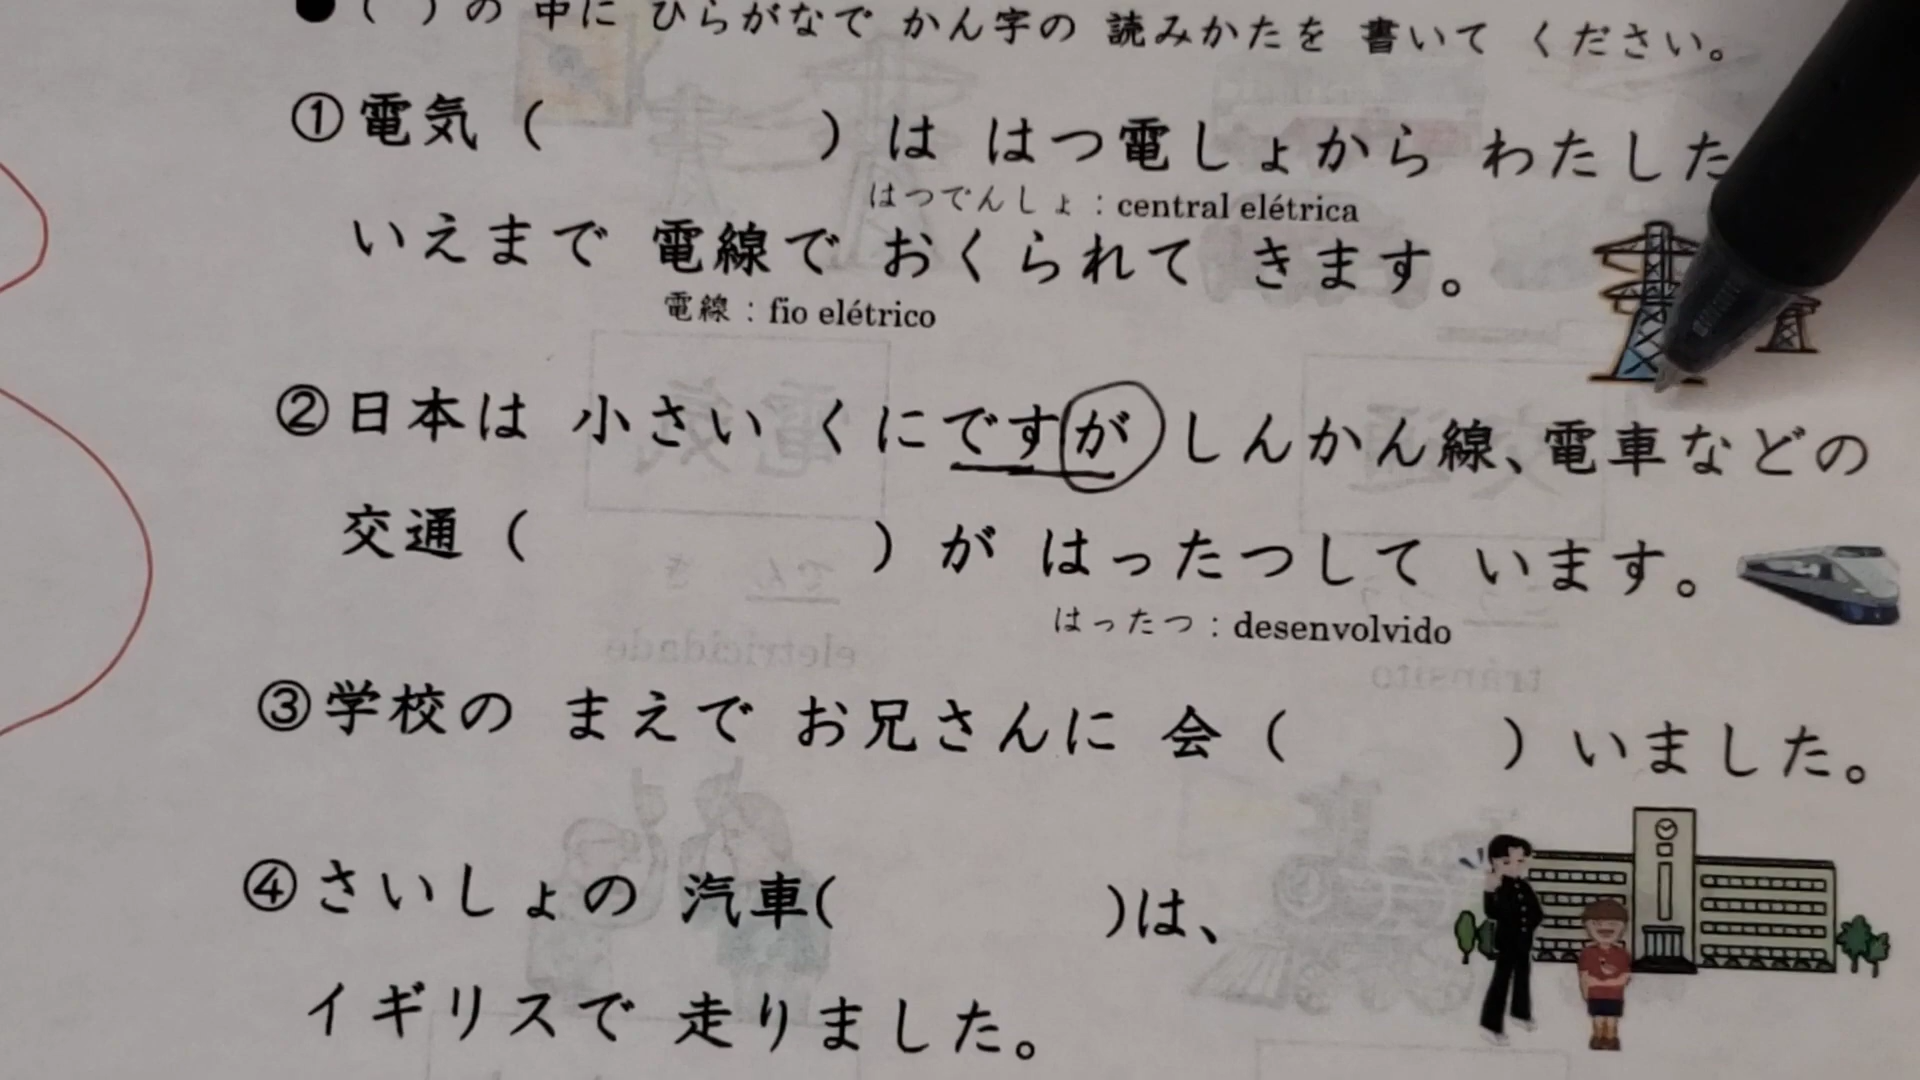 ●( )の 中に ひらがなで かん字の 読みかたを 書いて ください。
①電気( )は はつ電しょから わたした
はつでんしょ：central elétrica
いえまで 電線で おくられて きます。
電線：fio elétrico
②日本は 小さい くにですが しんかん線、電車などの
交通( )が はったつして います。
はったつ：desenvolvido
③学校の まえで お兄さんに 会( )いました。
④さいしょの 汽車( )は、
イギリスで 走りました。